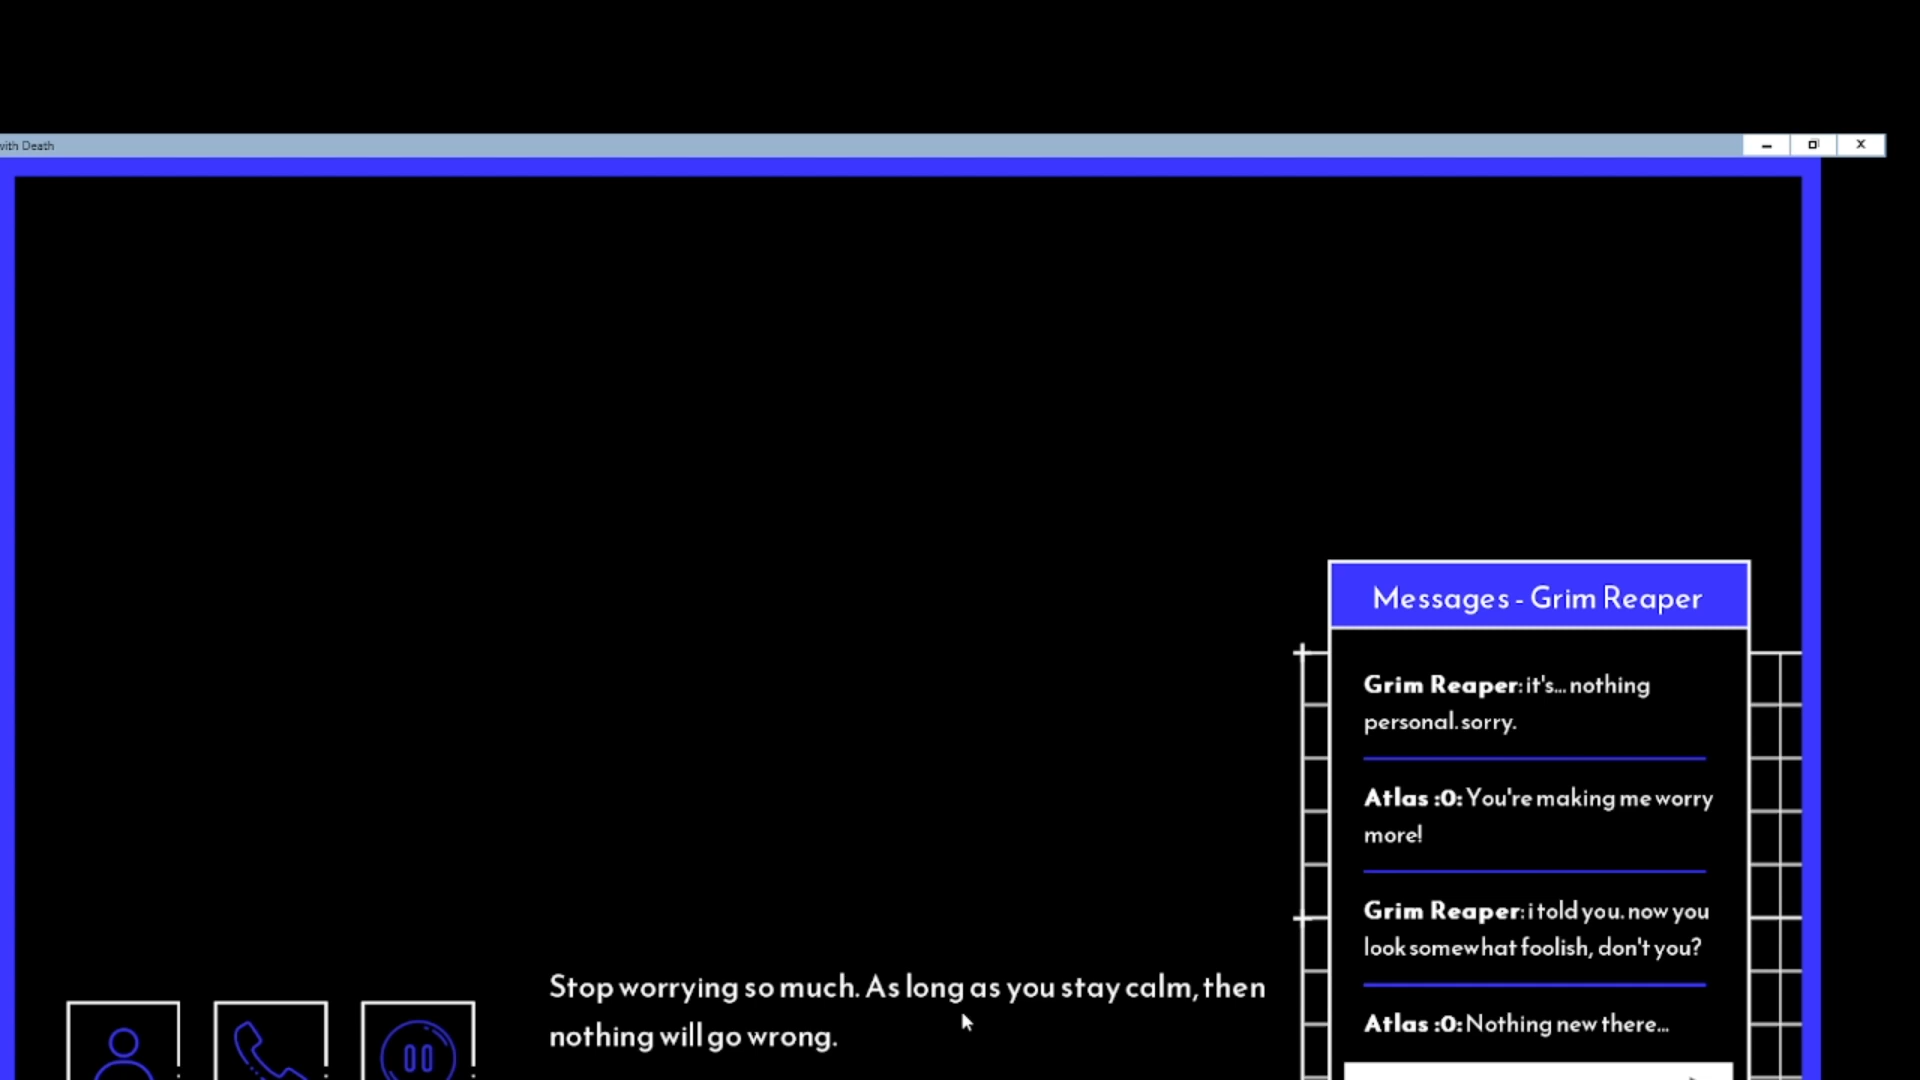 with Death
X
Messages - Grim Reaper
Grim Reaper: it's... nothing
personal. sorry.
Atlas :0: You're making me worry
more!
Grim Reaper: i told you. now you
look somewhat foolish, don't you?
Atlas :0: Nothing new there...
Stop worrying so much. As long as you stay calm, then
nothing will go wrong.